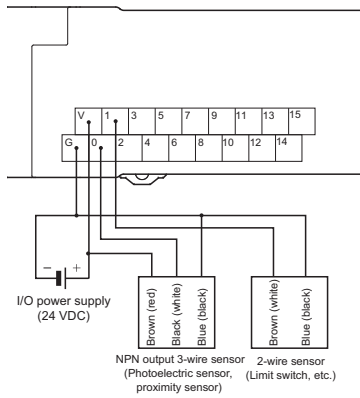 V 1 3 5 7 9 11 13 15
G 0 2 4 6 8 10 12 14
− +
I/O power supply
(24 VDC)
Brown (red)
Black (white)
Blue (black)
Brown (white)
Blue (black)
NPN output 3-wire sensor
(Photoelectric sensor,
proximity sensor)
2-wire sensor
(Limit switch, etc.)